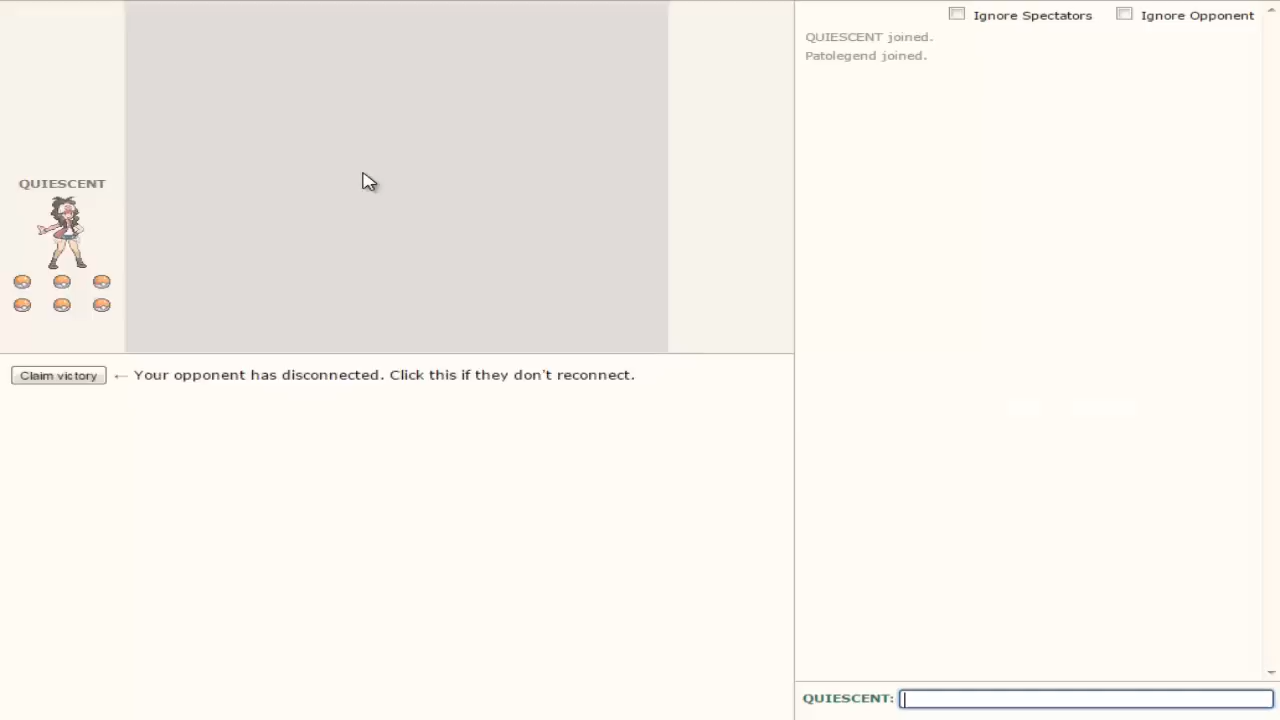 Ignore Spectators Ignore Opponent
QUIESCENT joined.
Patolegend joined.
QUIESCENT
Claim victory ← Your opponent has disconnected. Click this if they don't reconnect.
QUIESCENT: